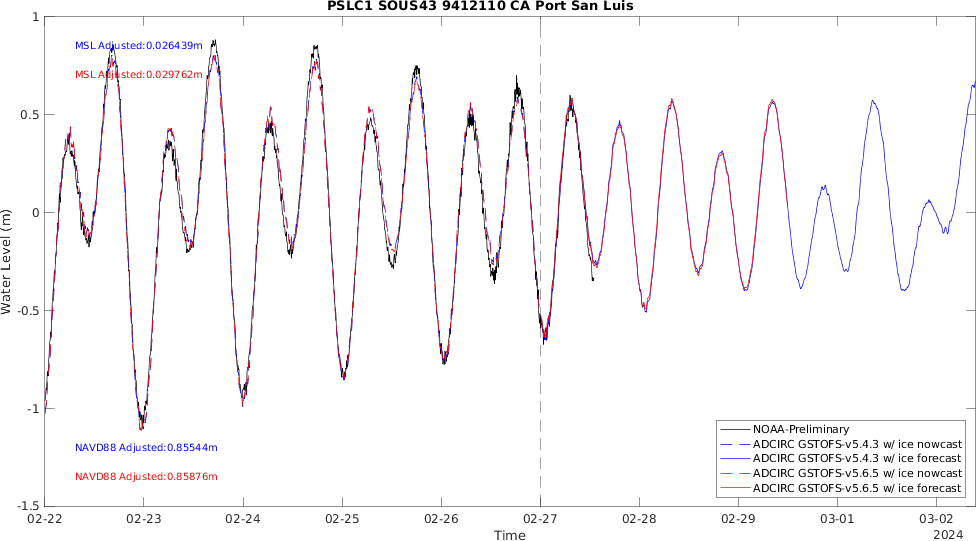 PSLC1 SOUS43 9412110 CA Port San Luis
1
0.5
0
-0.5
-1
-1.5
Water Level (m)
MSL Adjusted:0.026439m
MSL Adjusted:0.029762m
NAVD88 Adjusted:0.85544m
NAVD88 Adjusted:0.85876m
NOAA-Preliminary
ADCIRC GSTOFS-v5.4.3 w/ ice nowcast
ADCIRC GSTOFS-v5.4.3 w/ ice forecast
ADCIRC GSTOFS-v5.6.5 w/ ice nowcast
ADCIRC GSTOFS-v5.6.5 w/ ice forecast
02-22 02-23 02-24 02-25 02-26 02-27 02-28 02-29 03-01 03-02
Time
2024